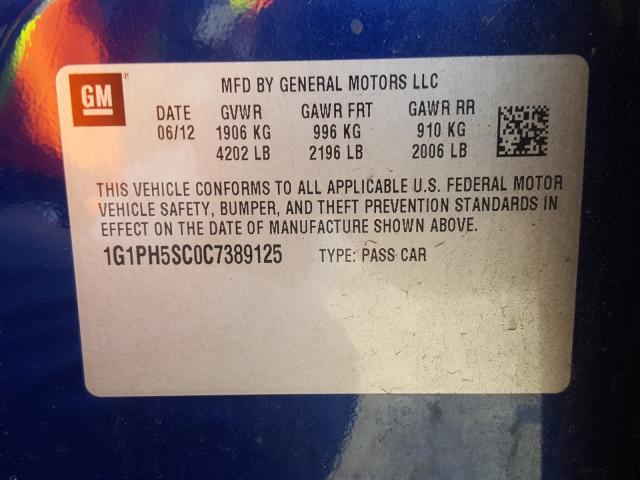 GM
MFD BY GENERAL MOTORS LLC
DATE GVWR GAWR FRT GAWR RR
06/12 1906 KG 996 KG 910 KG
4202 LB 2196 LB 2006 LB
THIS VEHICLE CONFORMS TO ALL APPLICABLE U.S. FEDERAL MOTOR
VEHICLE SAFETY, BUMPER, AND THEFT PREVENTION STANDARDS IN
EFFECT ON THE DATE OF MANUFACTURE SHOWN ABOVE.
1G1PH5SC0C7389125 TYPE: PASS CAR